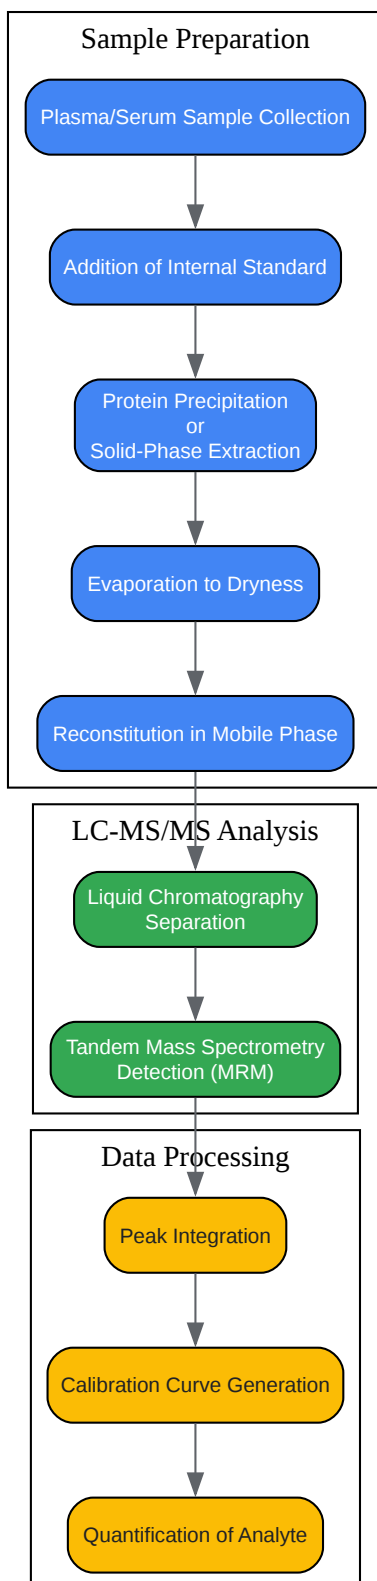 Sample Preparation
Plasma/Serum Sample Collection
Addition of Internal Standard
Protein Precipitation
or
Solid-Phase Extraction
Evaporation to Dryness
Reconstitution in Mobile Phase
LC-MS/MS Analysis
Liquid Chromatography
Separation
Tandem Mass Spectrometry
Detection (MRM)
Data Processing
Peak Integration
Calibration Curve Generation
Quantification of Analyte